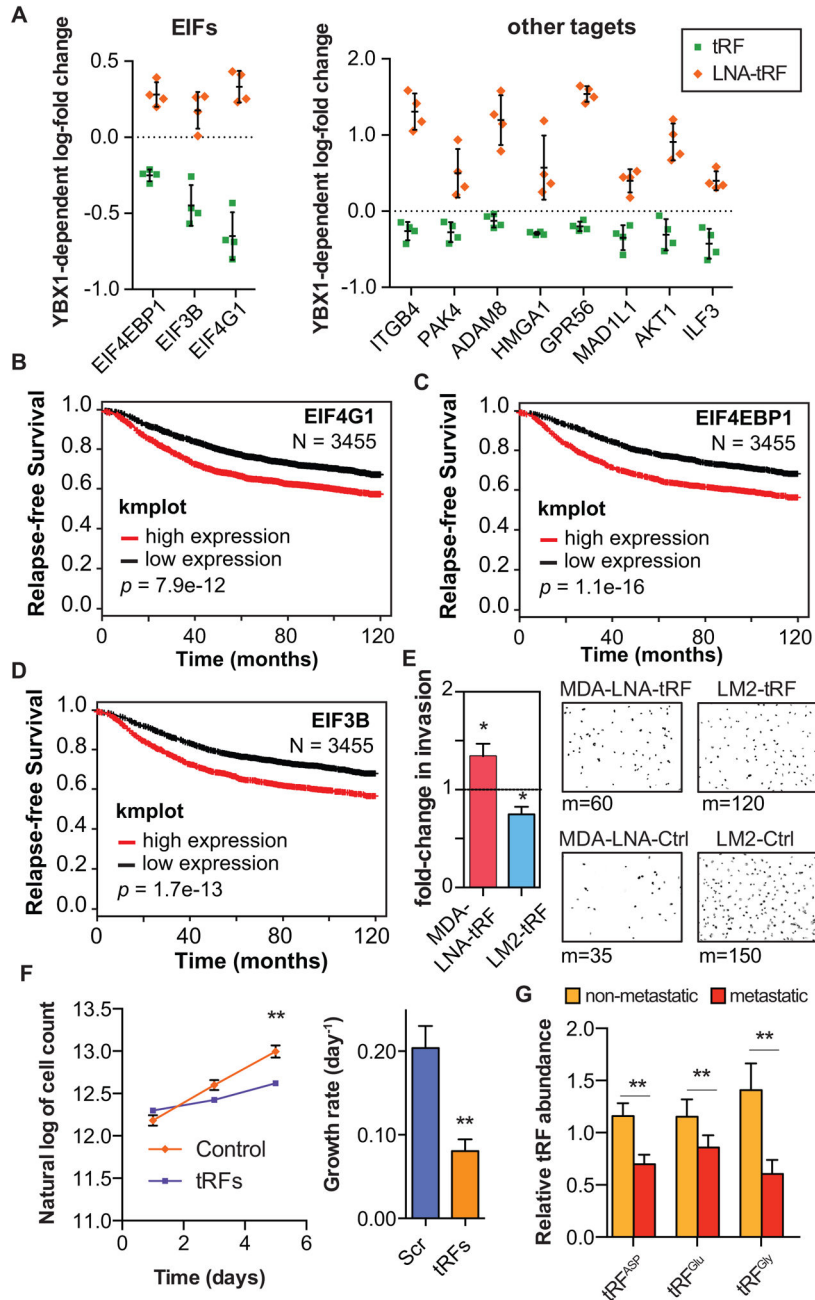 A
EIFs
other tagets
tRF
LNA-tRF
YBX1-dependent log-fold change
0.5
0.0
-0.5
-1.0
EIF4EBP1
EIF3B
EIF4G1
YBX1-dependent log-fold change
2.0
1.0
0.0
-1.0
ITGB4
PAK4
ADAM8
HMGA1
GPR56
MAD1L1
AKT1
ILF3
B
Relapse-free Survival
1.0
0.8
0.6
0.4
0.2
0.0
EIF4G1
N = 3455
kmplot
high expression
low expression
p = 7.9e-12
0
40
80
120
Time (months)
C
Relapse-free Survival
1.0
0.8
0.6
0.4
0.2
0.0
EIF4EBP1
N = 3455
kmplot
high expression
low expression
p = 1.1e-16
0
40
80
120
Time (months)
D
Relapse-free Survival
1.0
0.8
0.6
0.4
0.2
0.0
EIF3B
N = 3455
kmplot
high expression
low expression
p = 1.7e-13
0
40
80
120
Time (months)
E
fold-change in invasion
2
1
0
*
*
MDA-
LNA-tRF
LM2-tRF
MDA-LNA-tRF
LM2-tRF
m=60
m=120
MDA-LNA-Ctrl
LM2-Ctrl
m=35
m=150
F
Natural log of cell count
13.5
13.0
12.5
12.0
11.5
11.0
**
Control
tRFs
0
2
4
6
Time (days)
Growth rate (day-1)
0.20
0.10
0.00
**
Scr
tRFs
G
non-metastatic
metastatic
Relative tRF abundance
2.0
1.5
1.0
0.5
0.0
**
**
**
tRFASP
tRFGlu
tRFGly